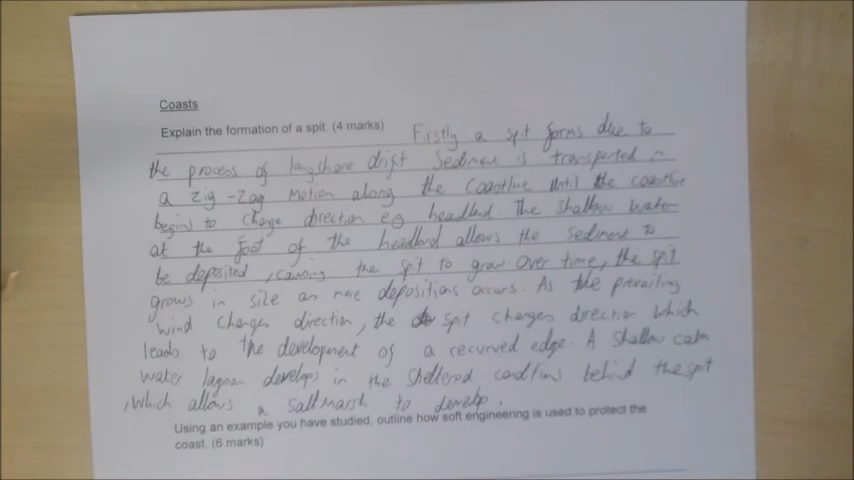 Coasts
Explain the formation of a spit. (4 marks) Firstly a spit forms due to
the process of longshore drift Sediment is transported in
a zig-zag motion along the coastline until the coastline
begins to change direction e.g headland. The shallow water
at the foot of the headland allows the sediment to
be deposited, causing the spit to grow over time, the spit
grows in size as more depositions occurs. As the prevailing
wind changes direction, the spit changes direction which
leads to the development of a recurved edge. A shallow calm
water lagoon develops in the sheltered conditions behind the spit
, which allows a salt marsh to develop.
Using an example you have studied, outline how soft engineering is used to protect the
coast. (6 marks)